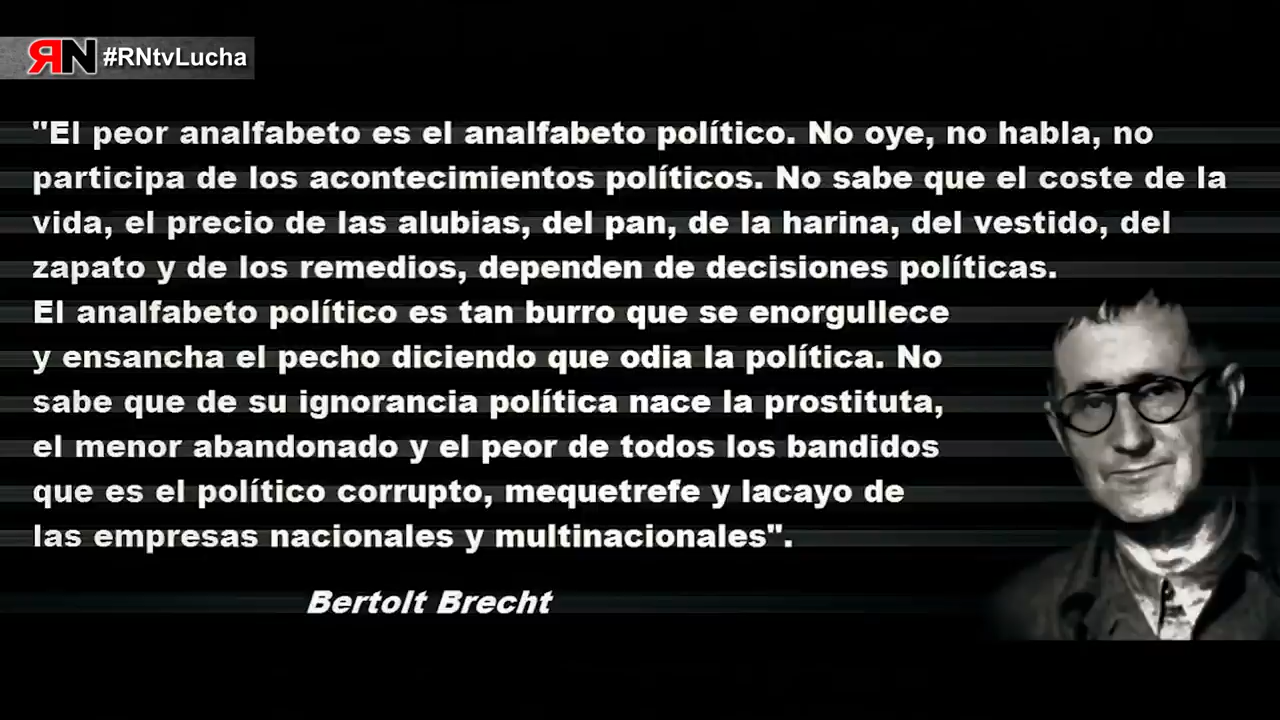 RN #RNtvLucha
"El peor analfabeto es el analfabeto político. No oye, no habla, no
participa de los acontecimientos políticos. No sabe que el coste de la
vida, el precio de las alubias, del pan, de la harina, del vestido, del
zapato y de los remedios, dependen de decisiones políticas.
El analfabeto político es tan burro que se enorgullece
y ensancha el pecho diciendo que odia la política. No
sabe que de su ignorancia política nace la prostituta,
el menor abandonado y el peor de todos los bandidos
que es el político corrupto, mequetrefe y lacayo de
las empresas nacionales y multinacionales".
Bertolt Brecht